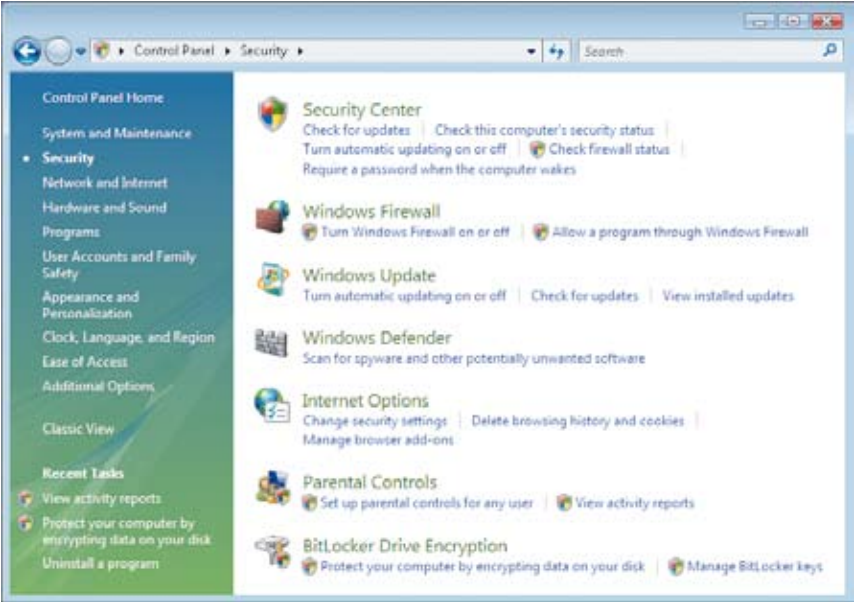 Control Panel Security
Search
Control Panel Home
System and Maintenance
Security
Network and Internet
Hardware and Sound
Programs
User Accounts and Family
Safety
Appearance and
Personalization
Clock, Language, and Region
Ease of Access
Additional Options
Classic View
Recent Tasks
View activity reports
Protect your computer by
encrypting data on your disk
Uninstall a program
Security Center
Check for updates Check this computer's security status
Turn automatic updating on or off Check firewall status
Require a password when the computer wakes
Windows Firewall
Turn Windows Firewall on or off Allow a program through Windows Firewall
Windows Update
Turn automatic updating on or off Check for updates View installed updates
Windows Defender
Scan for spyware and other potentially unwanted software
Internet Options
Change security settings Delete browsing history and cookies
Manage browser add-ons
Parental Controls
Set up parental controls for any user View activity reports
BitLocker Drive Encryption
Protect your computer by encrypting data on your disk Manage BitLocker keys